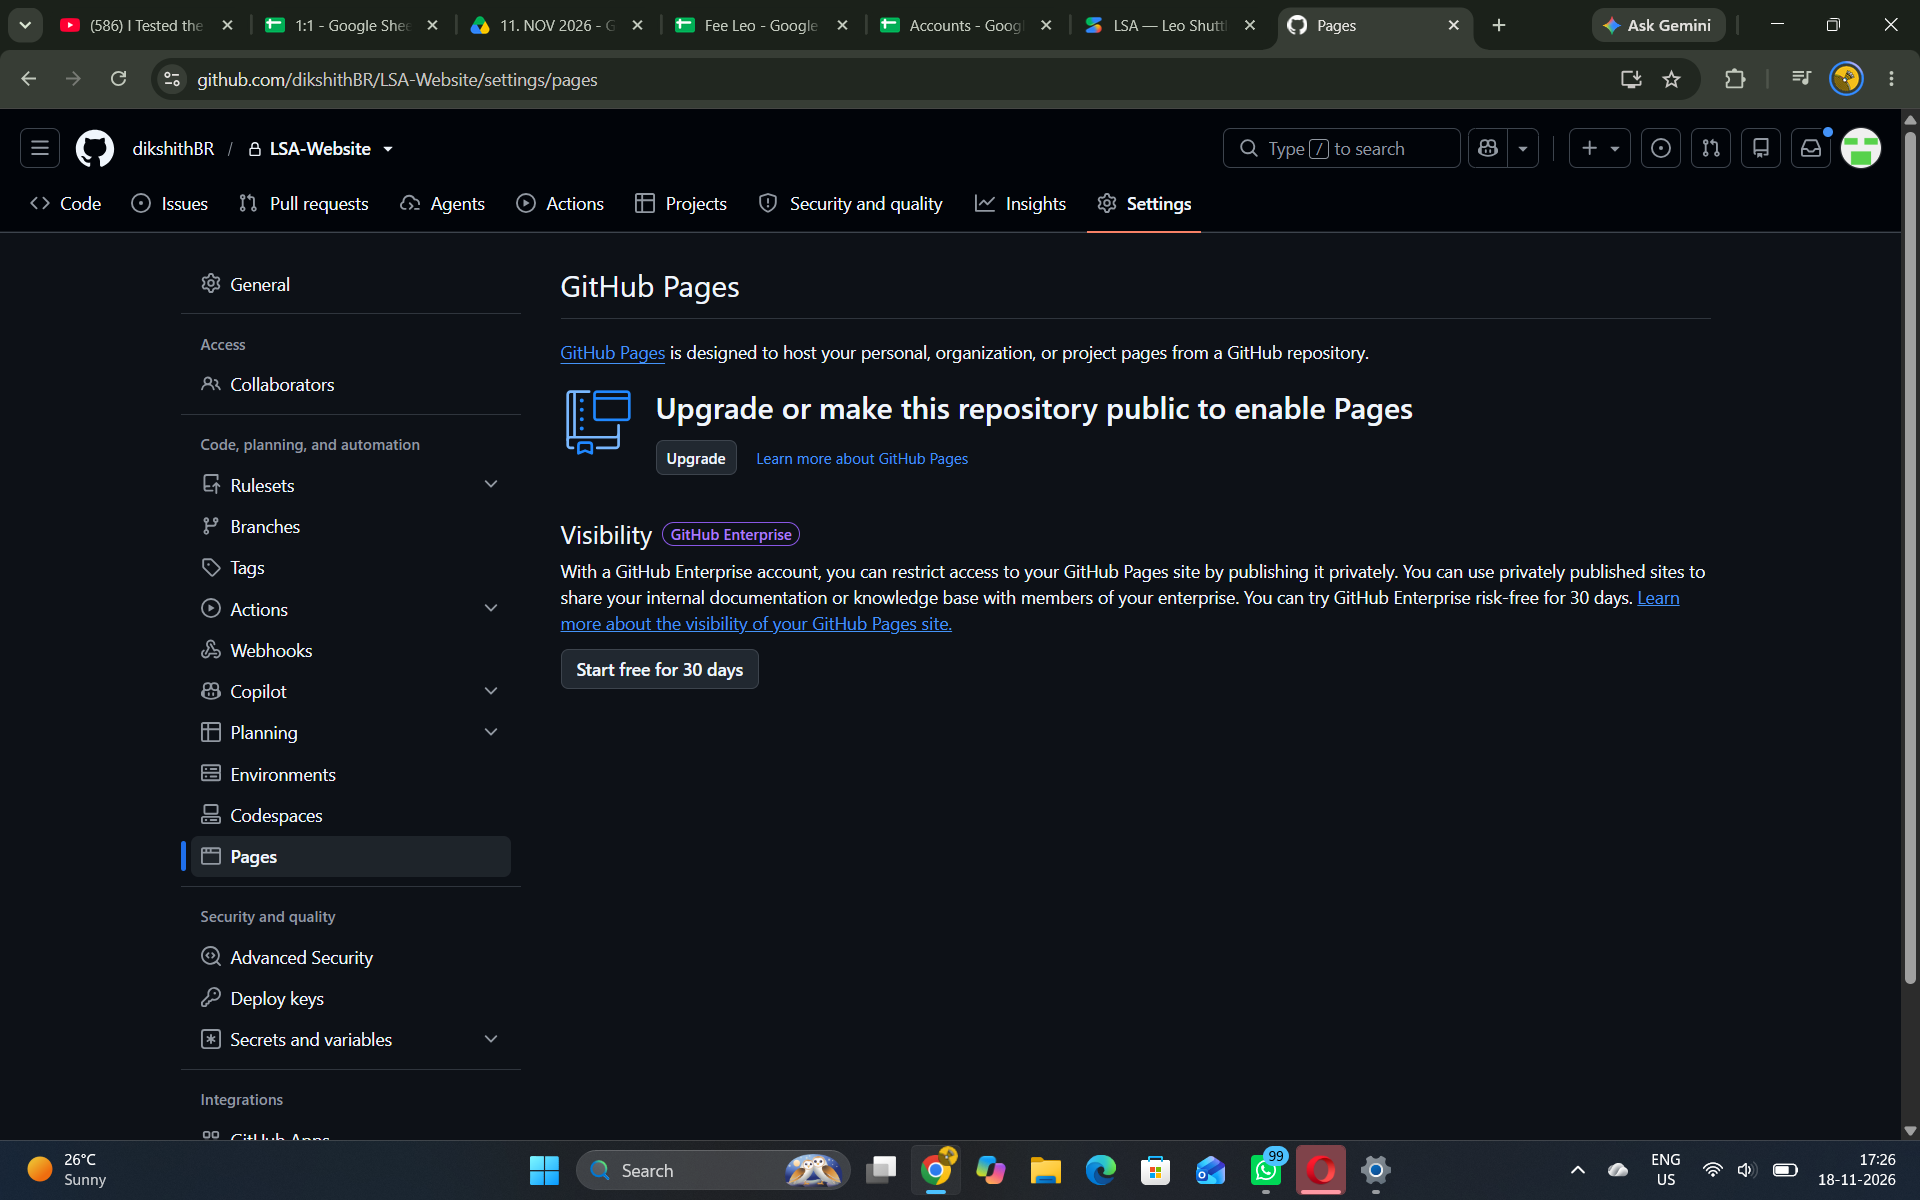 (586) I Tested the
1:1 - Google Shee
11. NOV 2026 - G
Fee Leo - Google
Accounts - Googl
LSA — Leo Shuttl
Pages
Ask Gemini
github.com/dikshithBR/LSA-Website/settings/pages
dikshithBR / LSA-Website
Type / to search
Code
Issues
Pull requests
Agents
Actions
Projects
Security and quality
Insights
Settings
General
Access
Collaborators
Code, planning, and automation
Rulesets
Branches
Tags
Actions
Webhooks
Copilot
Planning
Environments
Codespaces
Pages
Security and quality
Advanced Security
Deploy keys
Secrets and variables
Integrations
GitHub Apps
GitHub Pages
GitHub Pages is designed to host your personal, organization, or project pages from a GitHub repository.
Upgrade or make this repository public to enable Pages
Upgrade
Learn more about GitHub Pages
Visibility GitHub Enterprise
With a GitHub Enterprise account, you can restrict access to your GitHub Pages site by publishing it privately. You can use privately published sites to
share your internal documentation or knowledge base with members of your enterprise. You can try GitHub Enterprise risk-free for 30 days. Learn
more about the visibility of your GitHub Pages site.
Start free for 30 days
26°C
Sunny
Search
99
ENG
US
17:26
18-11-2026